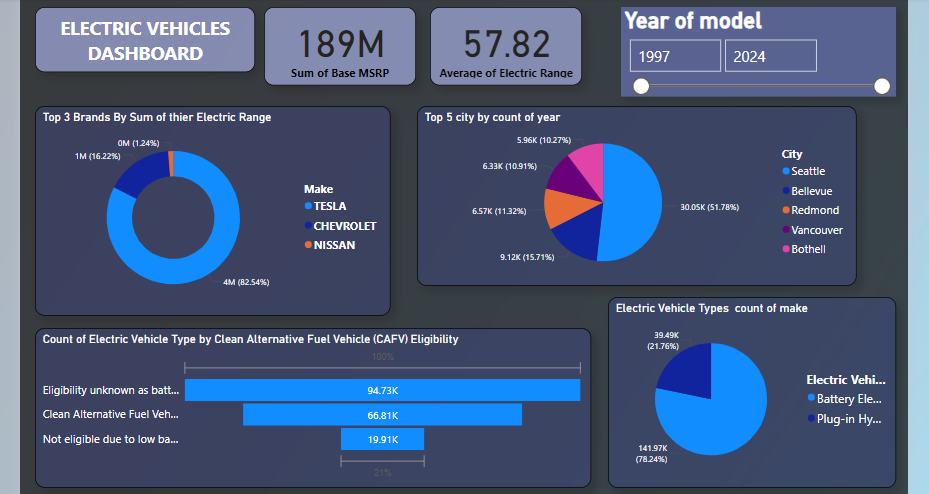 ELECTRIC VEHICLES
DASHBOARD
189M
Sum of Base MSRP
57.82
Average of Electric Range
Year of model
1997
2024
Top 3 Brands By Sum of thier Electric Range
0M (1.24%)
1M (16.22%)
4M (82.54%)
Make
TESLA
CHEVROLET
NISSAN
Top 5 city by count of year
5.96K (10.27%)
6.33K (10.91%)
6.57K (11.32%)
9.12K (15.71%)
30.05K (51.78%)
City
Seattle
Bellevue
Redmond
Vancouver
Bothell
Count of Electric Vehicle Type by Clean Alternative Fuel Vehicle (CAFV) Eligibility
100%
Eligibility unknown as batt...
94.73K
Clean Alternative Fuel Veh...
66.81K
Not eligible due to low ba...
19.91K
21%
Electric Vehicle Types count of make
39.49K
(21.76%)
141.97K
(78.24%)
Electric Vehi...
Battery Ele...
Plug-in Hy...